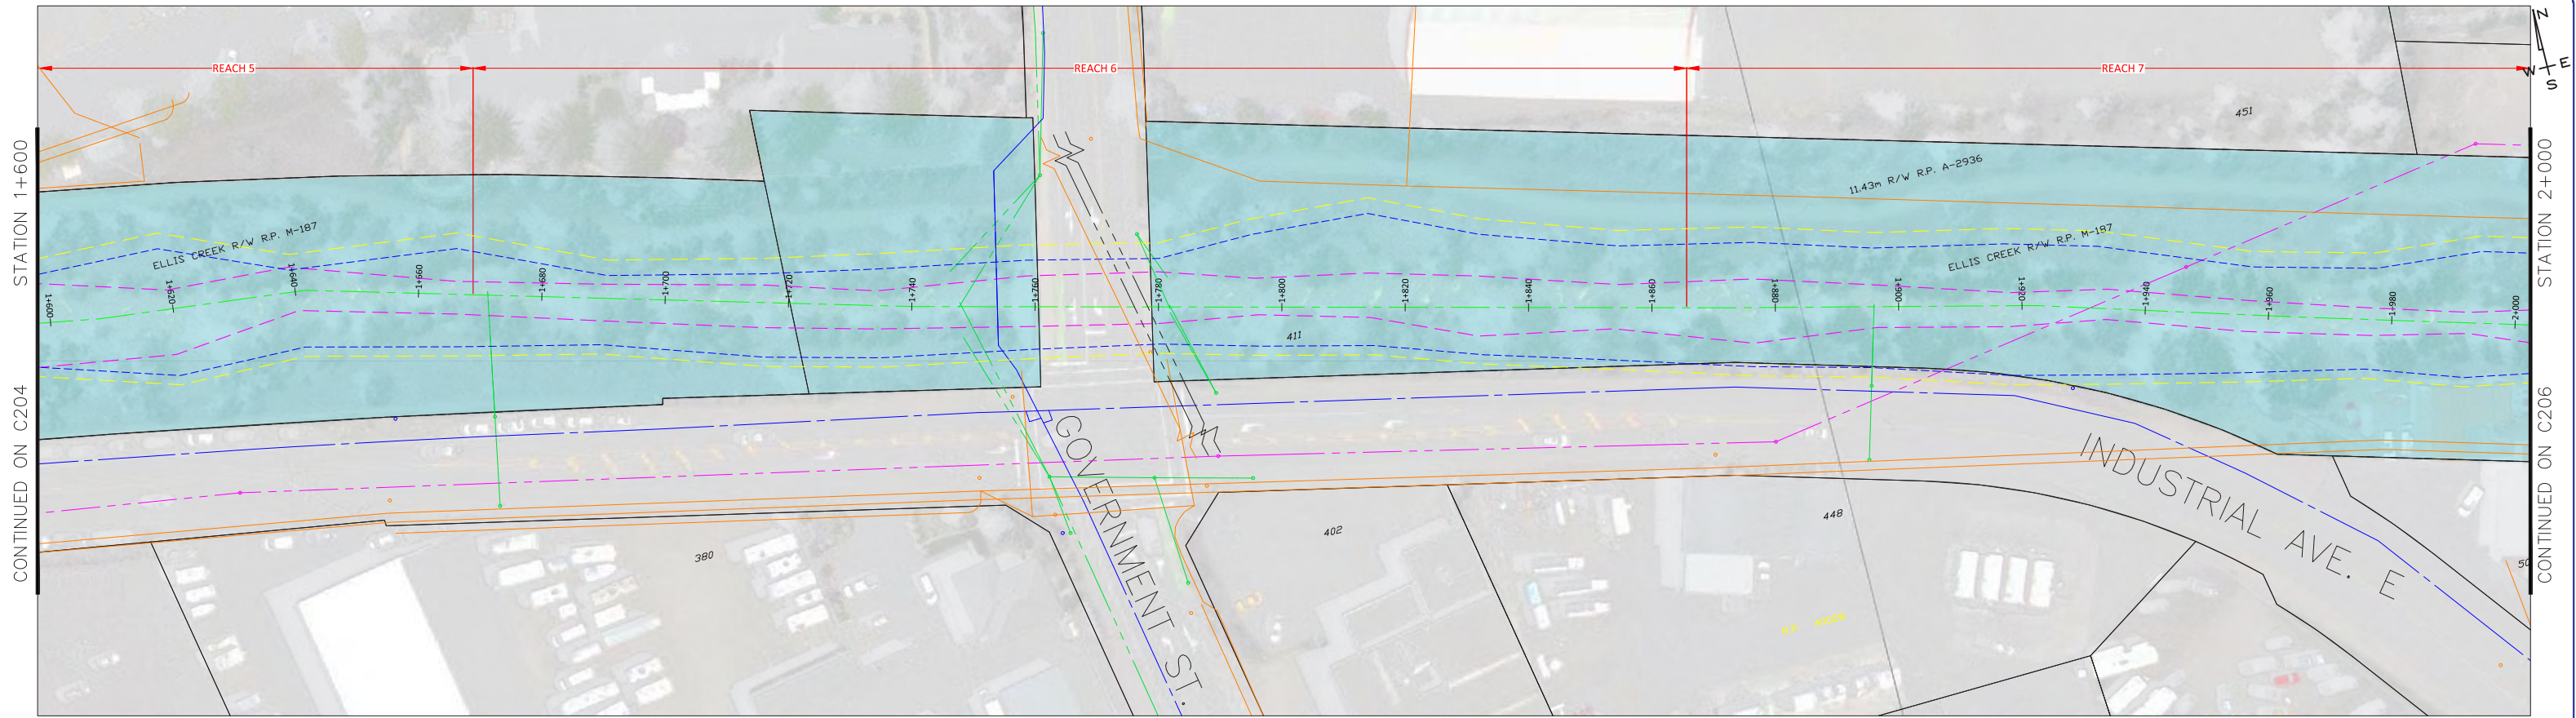 REACH 5
REACH 6
REACH 7
N
W
E
S
STATION 1+600
CONTINUED ON C204
STATION 2+000
CONTINUED ON C206
451
11.43m R/W R.P. A-2936
ELLIS CREEK R/W R.P. M-187
ELLIS CREEK R/W R.P. M-187
1+600
1+620
1+640
1+660
1+680
1+700
1+720
1+740
1+760
1+780
1+800
1+820
1+840
1+860
1+880
1+900
1+920
1+940
1+960
1+980
2+000
411
GOVERNMENT ST.
INDUSTRIAL AVE. E
380
402
448